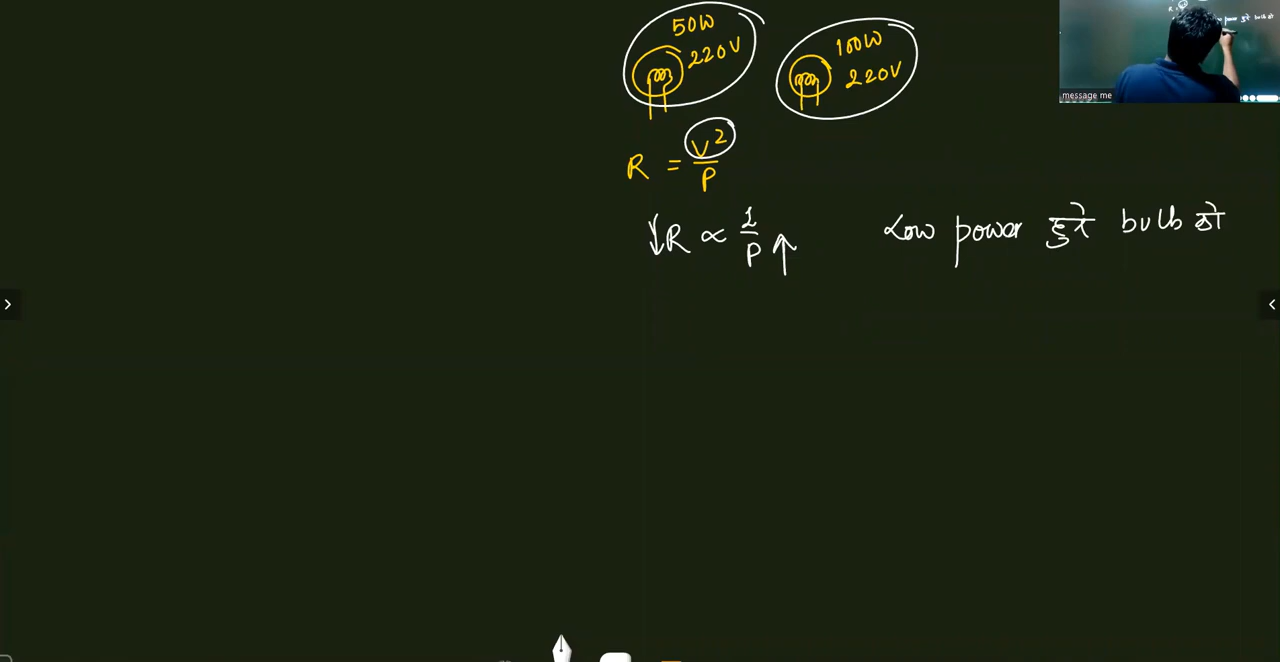 50W
220V
100W
220V
R = V²/P
↓R ∝ 1/P ↑
Low power हुने bulb को
message me